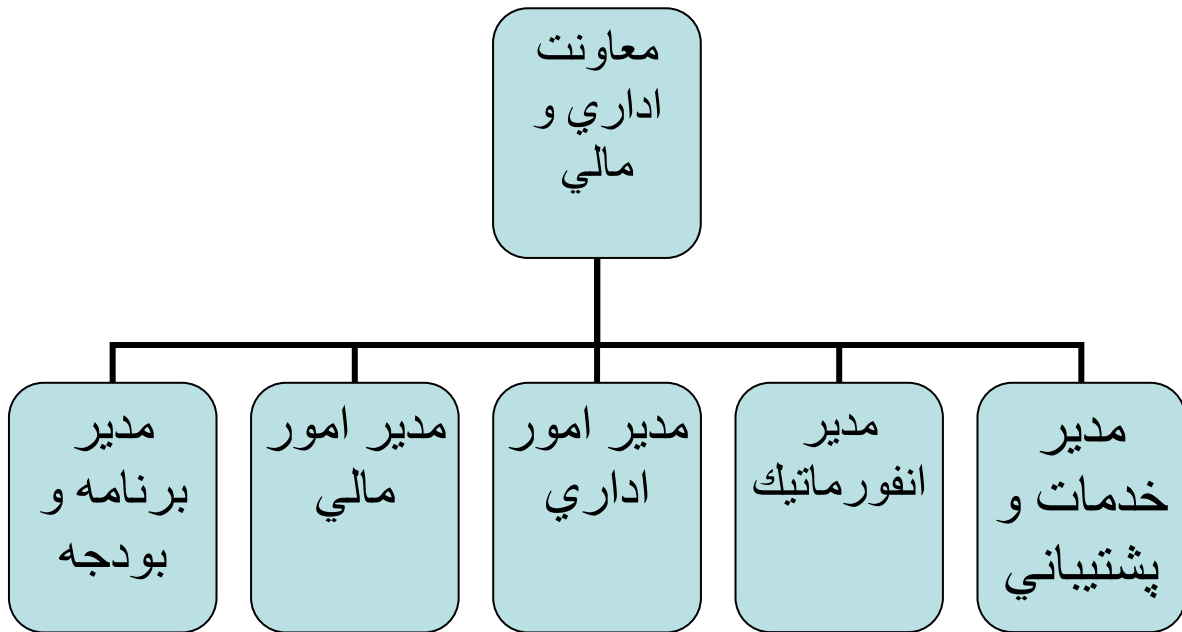 معاونت
اداري و
مالي
مدير
خدمات و
پشتيباني
مدير
انفورماتيك
مدير امور
اداري
مدير امور
مالي
مدير
برنامه و
بودجه